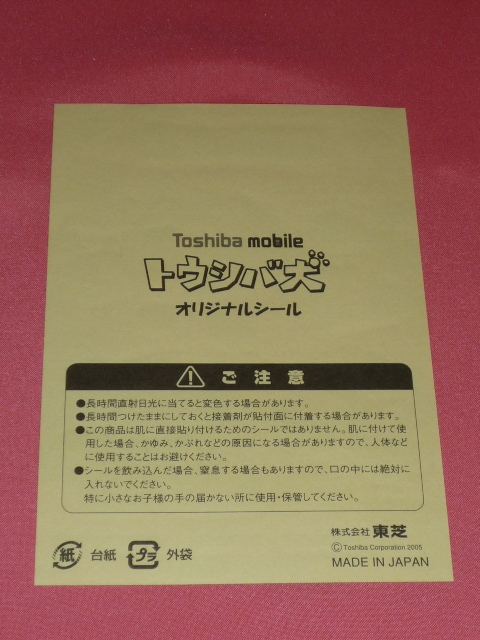 Toshiba mobile
トウシバ犬
オリジナルシール
ご注意
●長時間直射日光に当てると変色する場合があります。
●長時間つけたままにしておくと接着剤が貼付面に付着する場合があります。
●この商品は肌に直接貼り付けるためのシールではありません。肌に付けて使
用した場合、かゆみ、かぶれなどの原因になる場合がありますので、人体など
に使用することはお避けください。
●シールを飲み込んだ場合、窒息する場合もありますので、口の中には絶対に
入れないでください。
特に小さなお子様の手の届かない所に使用・保管してください。
紙 台紙 プラ 外袋
株式会社 東芝
Ⓒ Toshiba Corporation 2005
MADE IN JAPAN